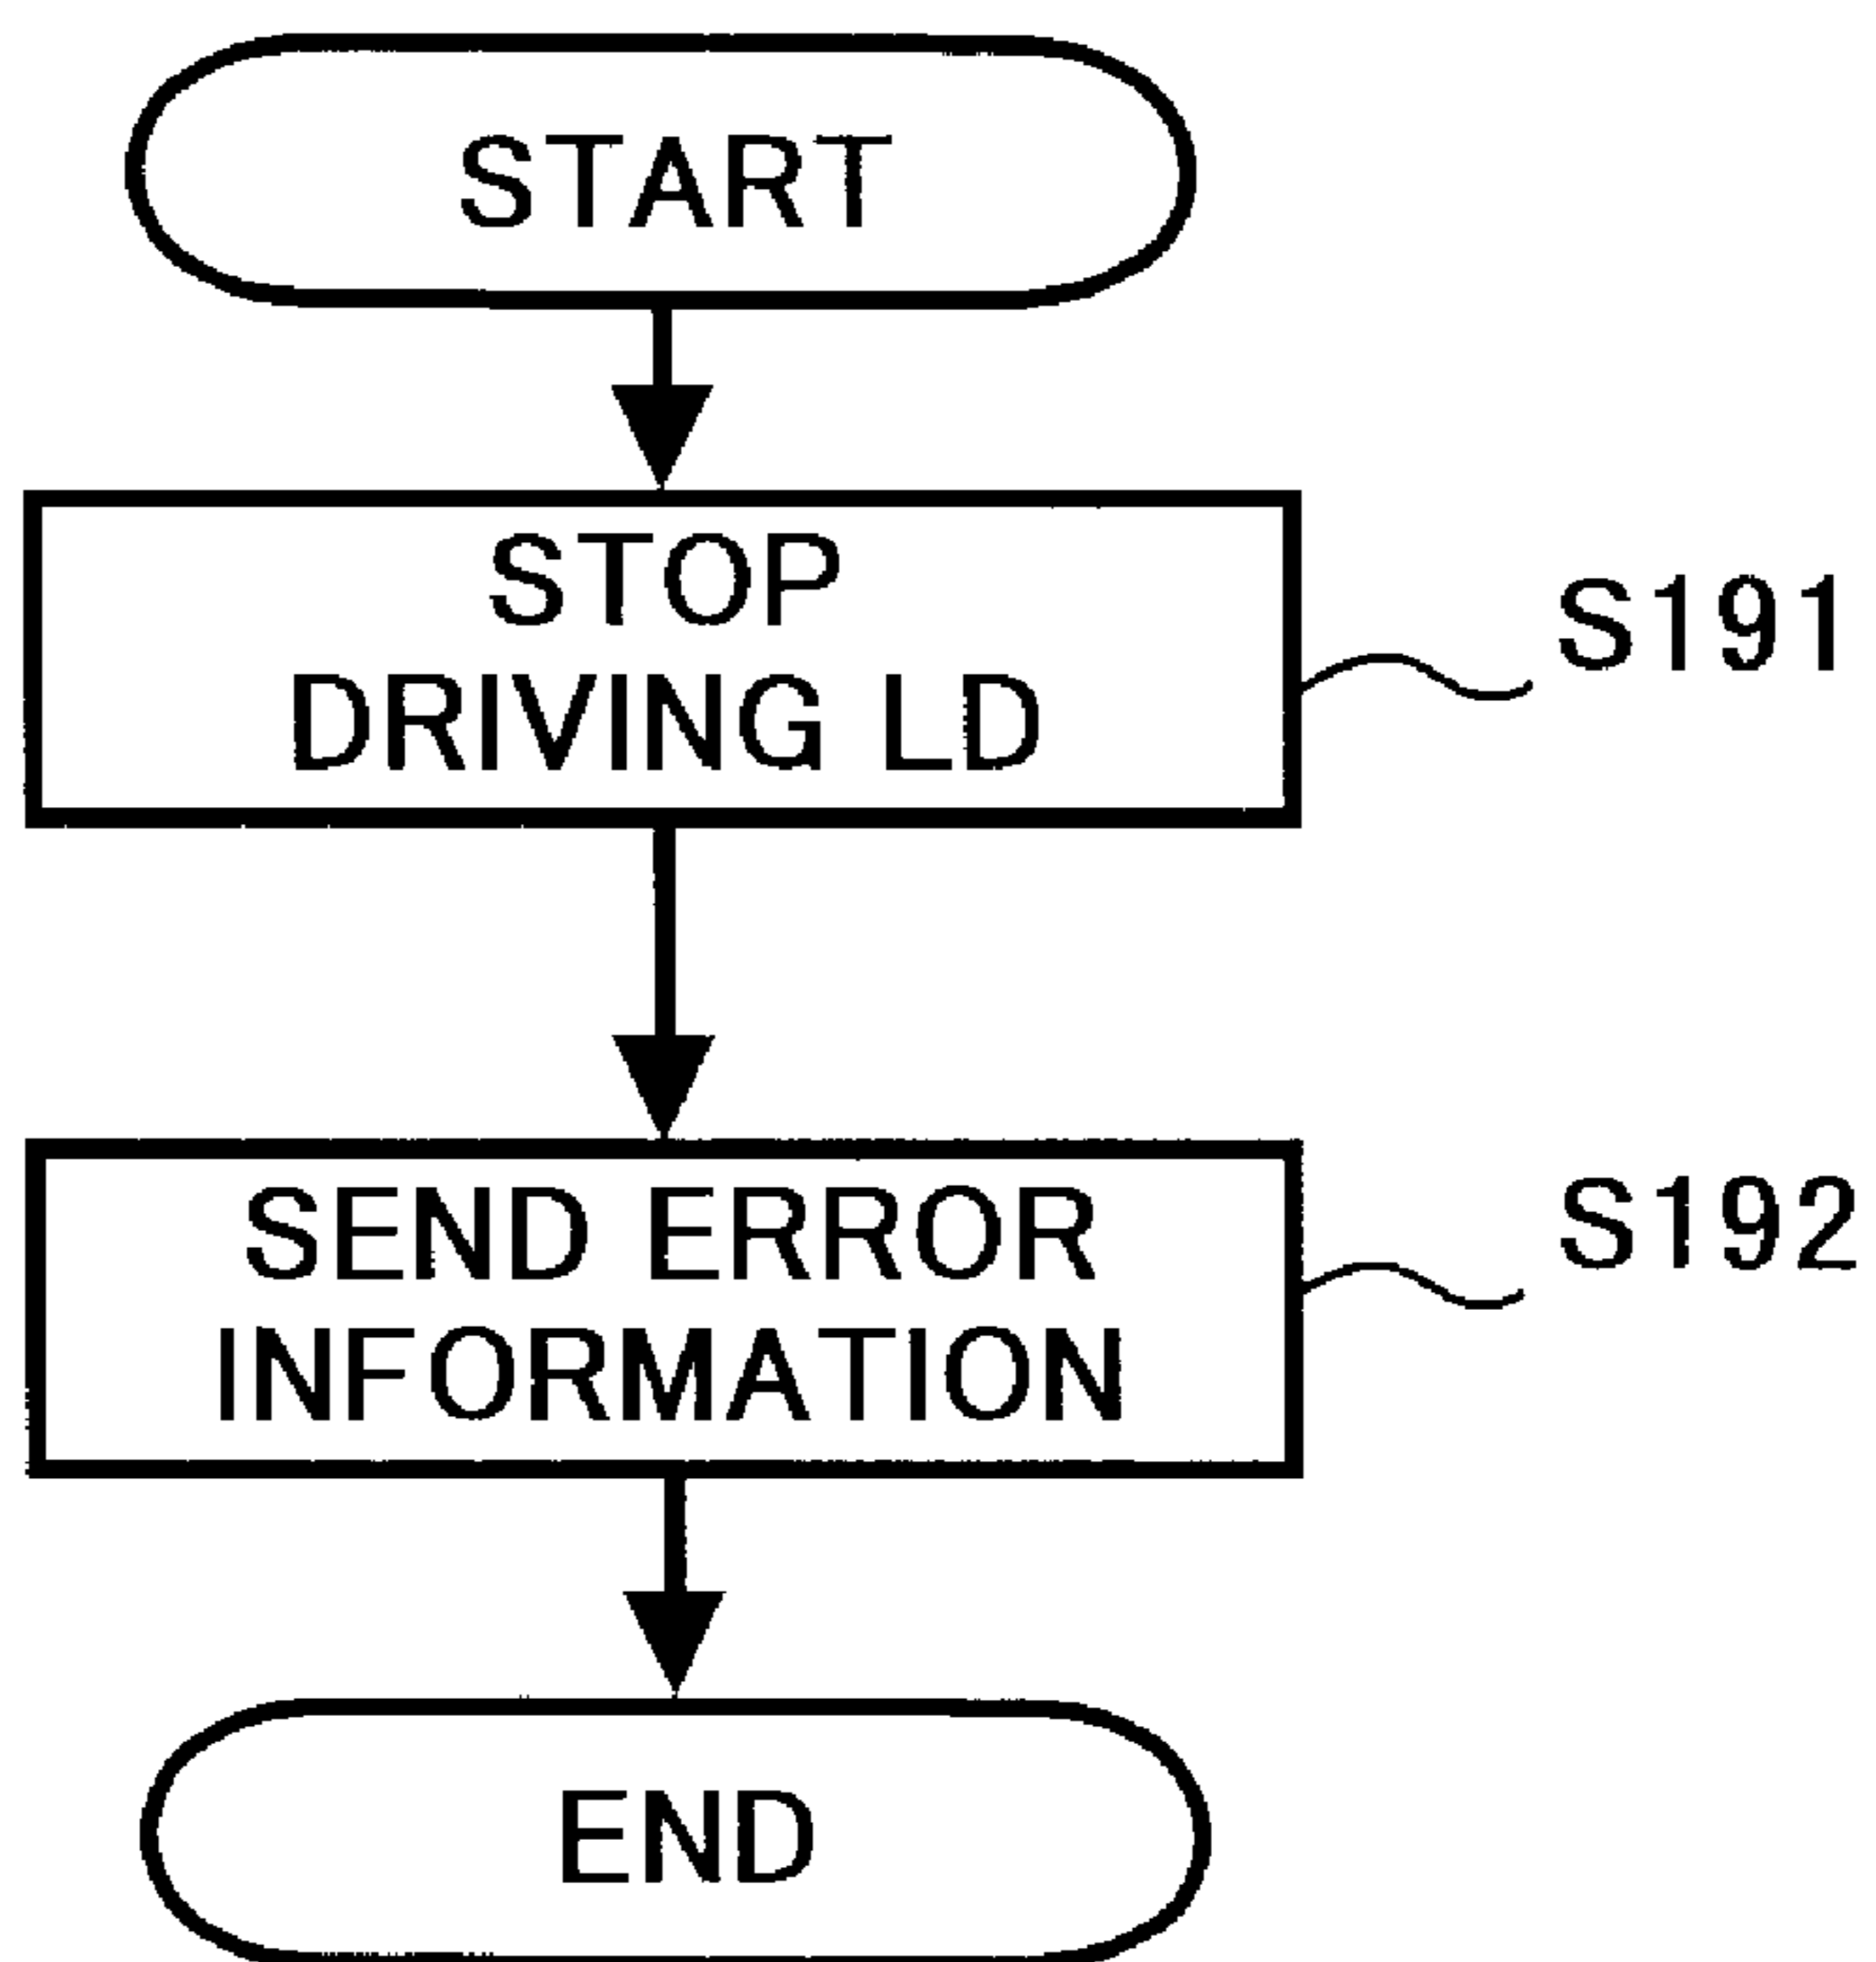 START
STOP
DRIVING LD
S191
SEND ERROR
INFORMATION
S192
END